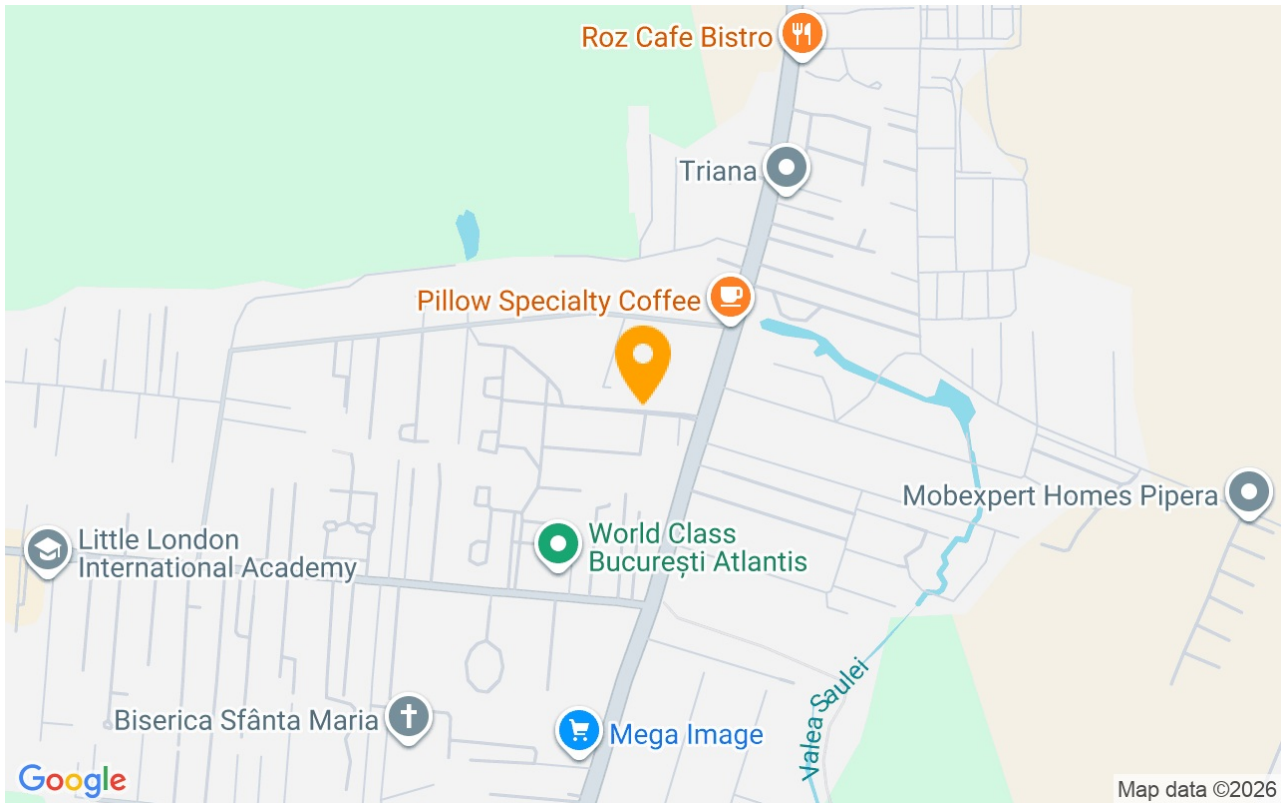 Roz Cafe Bistro
Triana
Pillow Specialty Coffee
Mobexpert Homes Pipera
World Class
București Atlantis
Little London
International Academy
Valea Saulei
Biserica Sfânta Maria
Mega Image
Google
Map data ©2026